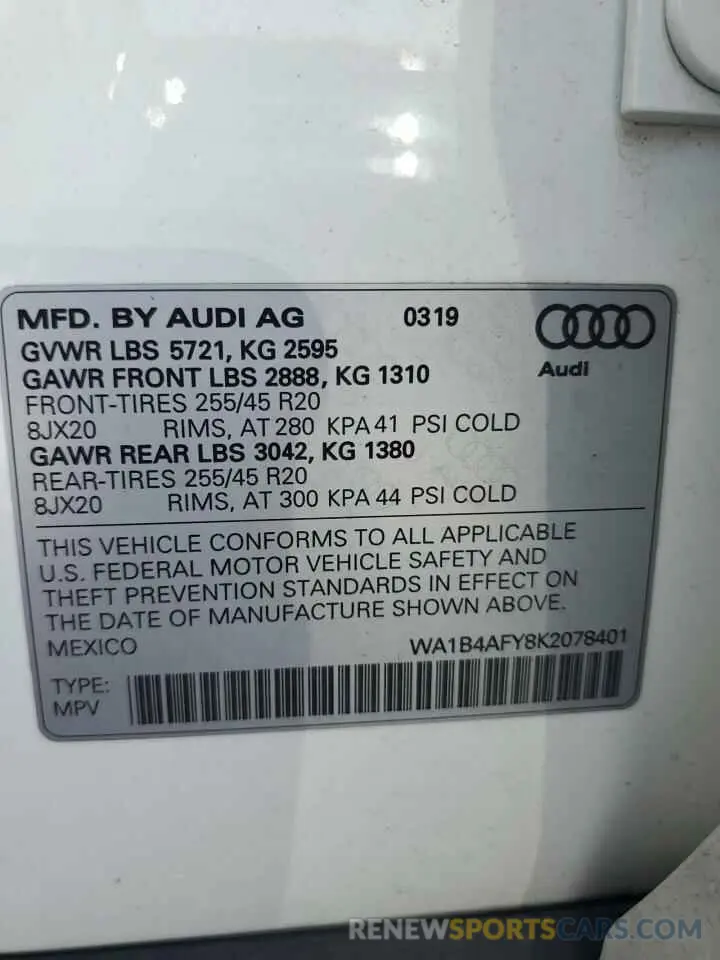 MFD. BY AUDI AG 0319
Audi
GVWR LBS 5721, KG 2595
GAWR FRONT LBS 2888, KG 1310
FRONT-TIRES 255/45 R20
8JX20 RIMS, AT 280 KPA 41 PSI COLD
GAWR REAR LBS 3042, KG 1380
REAR-TIRES 255/45 R20
8JX20 RIMS, AT 300 KPA 44 PSI COLD
THIS VEHICLE CONFORMS TO ALL APPLICABLE
U.S. FEDERAL MOTOR VEHICLE SAFETY AND
THEFT PREVENTION STANDARDS IN EFFECT ON
THE DATE OF MANUFACTURE SHOWN ABOVE.
MEXICO WA1B4AFY8K2078401
TYPE:
MPV
RENEWSPORTSCARS.COM